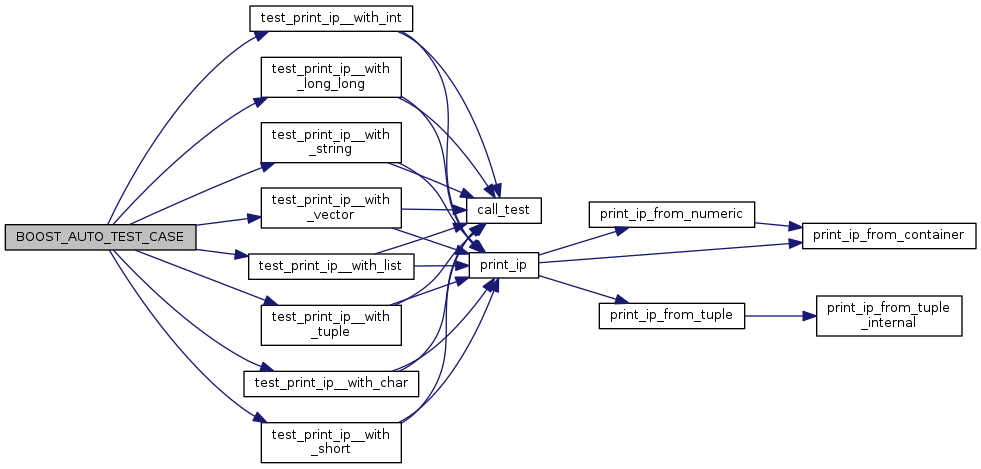 BOOST_AUTO_TEST_CASE
test_print_ip__with_int
test_print_ip__with
_long_long
test_print_ip__with
_string
test_print_ip__with
_vector
test_print_ip__with_list
test_print_ip__with
_tuple
test_print_ip__with_char
test_print_ip__with
_short
call_test
print_ip
print_ip_from_numeric
print_ip_from_container
print_ip_from_tuple
print_ip_from_tuple
_internal